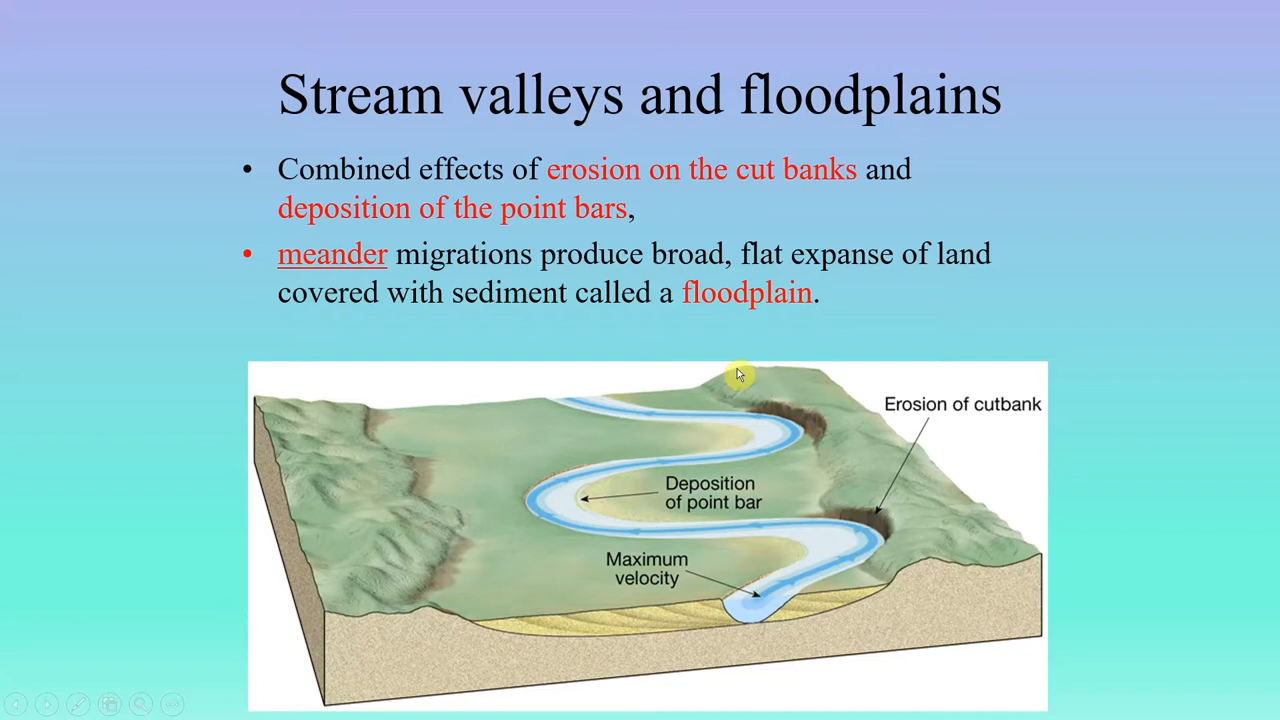 Stream valleys and floodplains
• Combined effects of erosion on the cut banks and
deposition of the point bars,
• meander migrations produce broad, flat expanse of land
covered with sediment called a floodplain.
Erosion of cutbank
Deposition
of point bar
Maximum
velocity